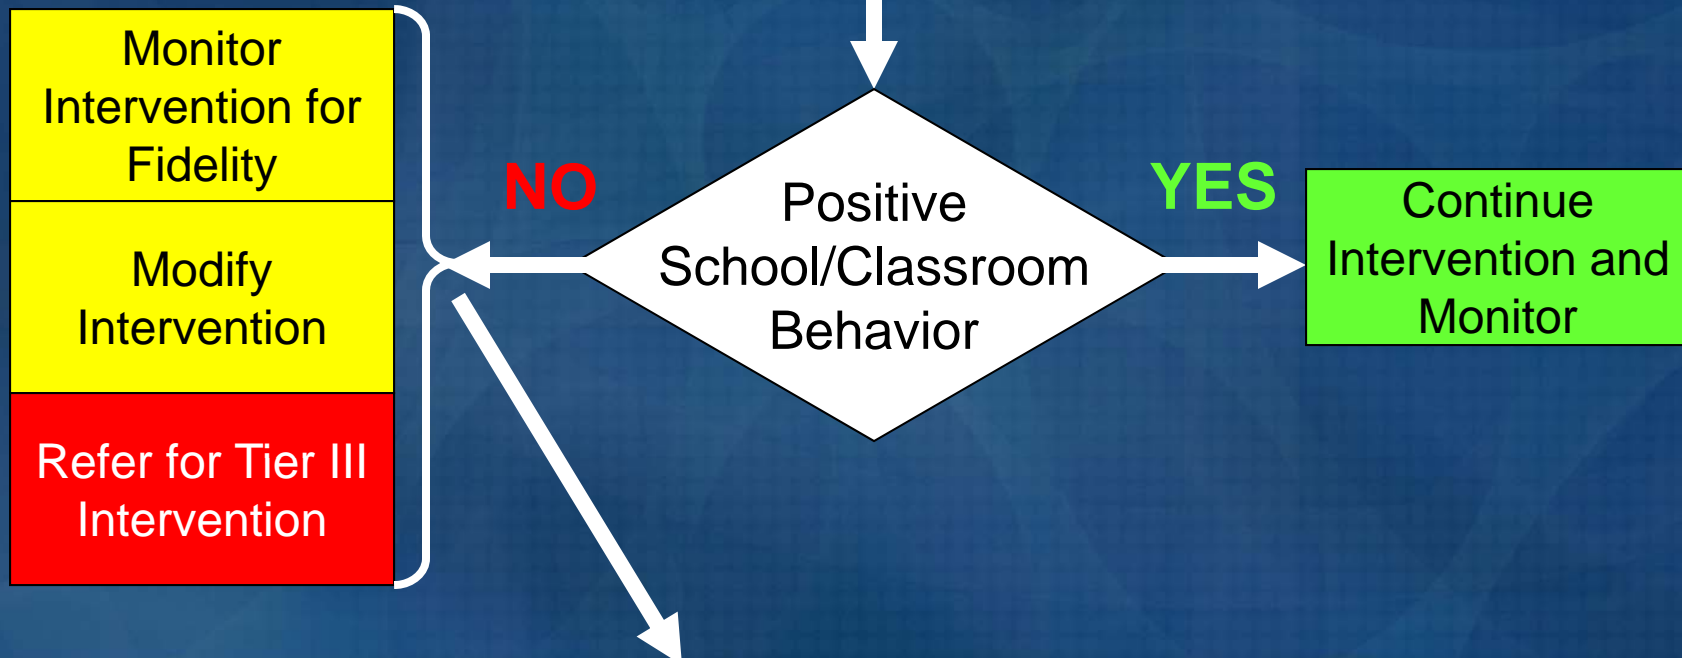 Monitor
Intervention for
Fidelity
Modify
Intervention
Refer for Tier III
Intervention
NO
Positive
School/Classroom
Behavior
YES
Continue
Intervention and
Monitor